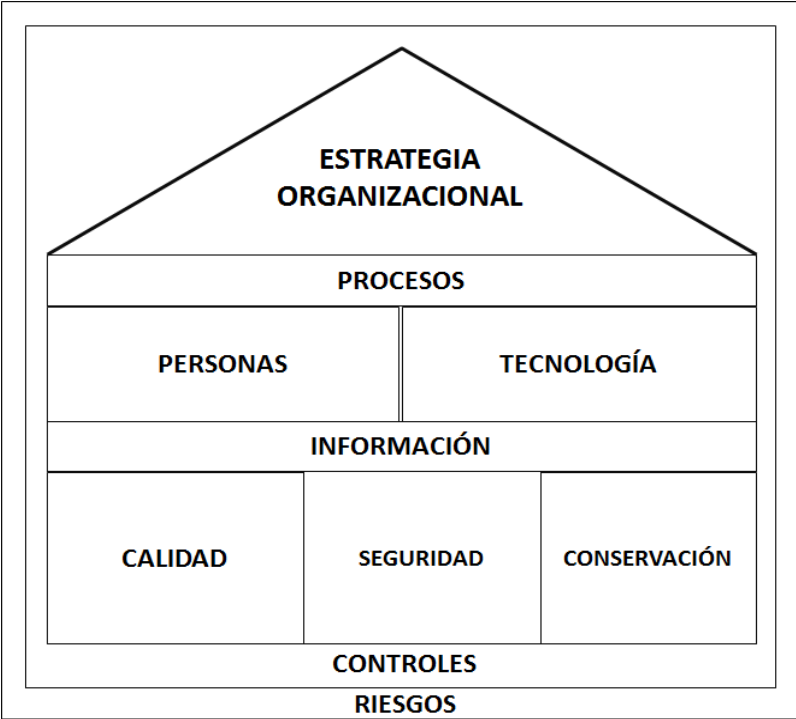 ESTRATEGIA
ORGANIZACIONAL
PROCESOS
PERSONAS
TECNOLOGÍA
INFORMACIÓN
CALIDAD
SEGURIDAD
CONSERVACIÓN
CONTROLES
RIESGOS